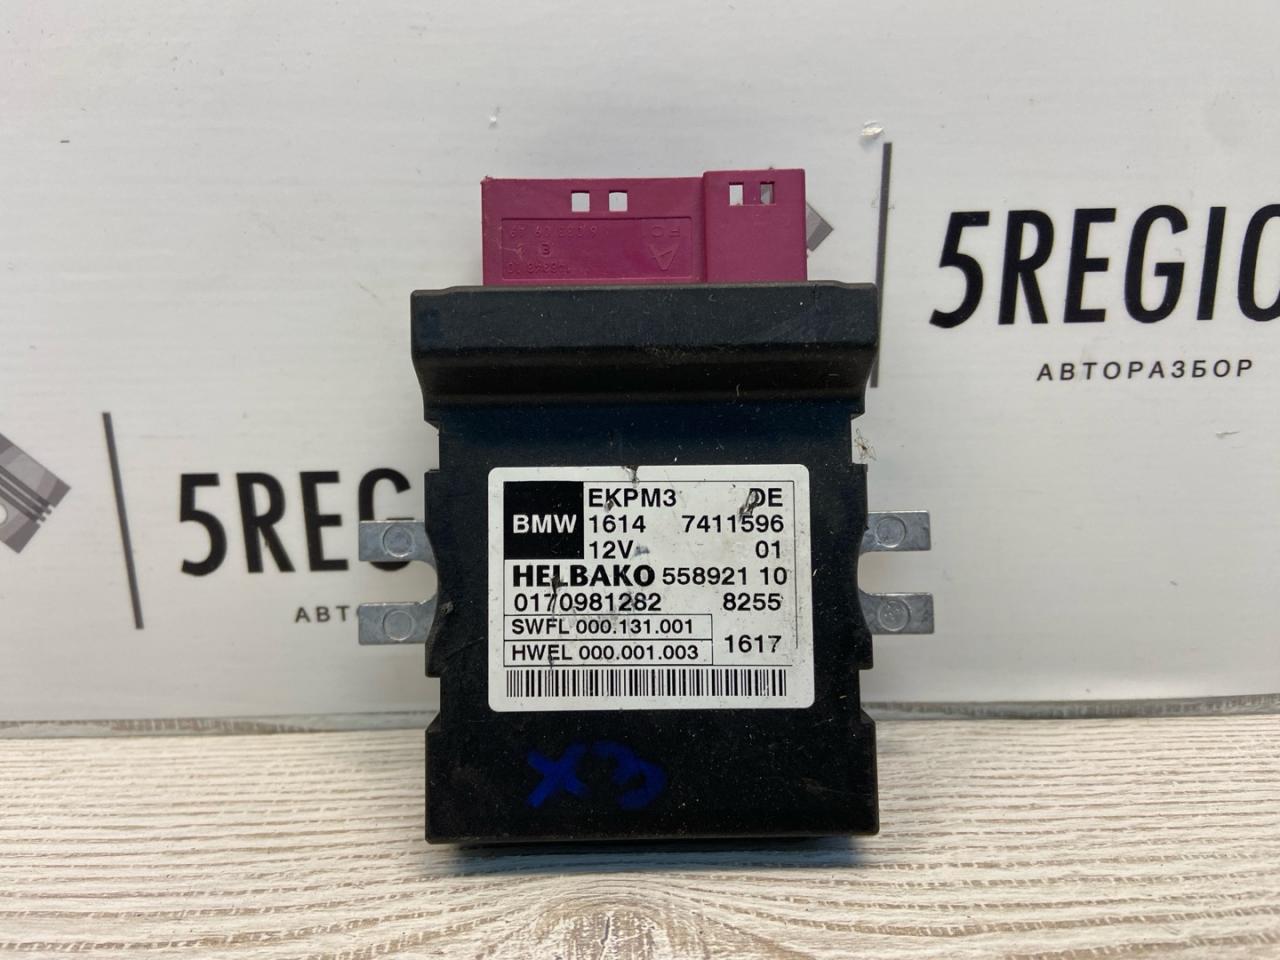 5REGIO
АВТОРАЗБОР
5REGIO
АВТ
BMW
EKPM3 DE
1614 7411596
12V 01
HELBAKO 558921 10
0170981282 8255
SWFL 000.131.001
HWEL 000.001.003
1617
X3